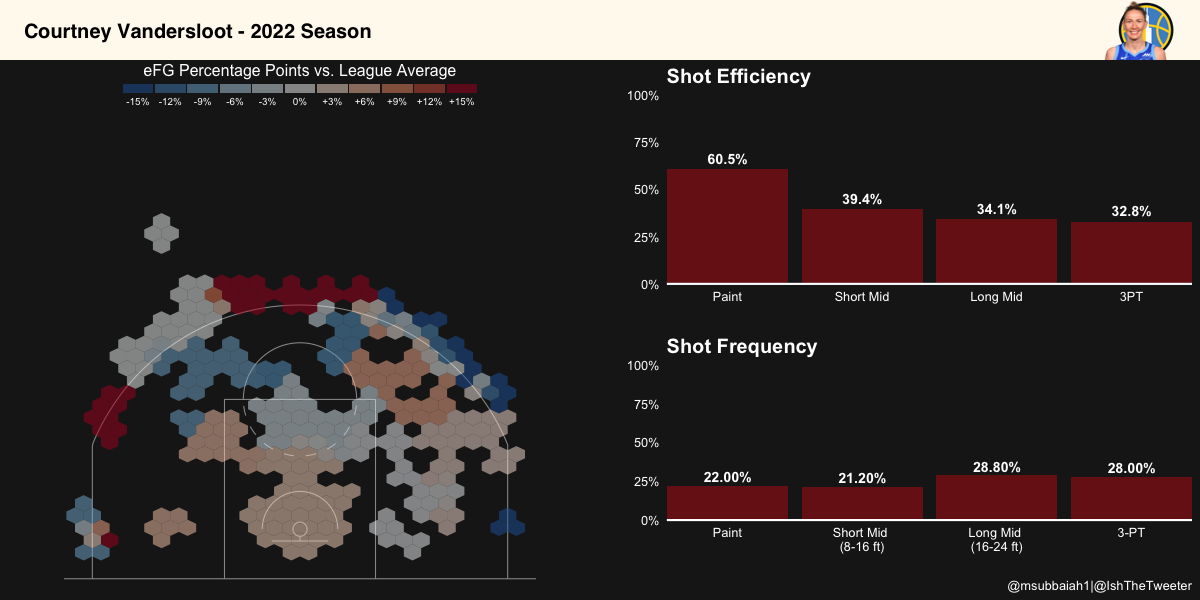 Courtney Vandersloot - 2022 Season
eFG Percentage Points vs. League Average
-15% -12% -9% -6% -3% 0% +3% +6% +9% +12% +15%
Shot Efficiency
100%
75%
50%
25%
0%
60.5% 39.4% 34.1% 32.8%
Paint Short Mid Long Mid 3PT
Shot Frequency
100%
75%
50%
25%
0%
22.00% 21.20% 28.80% 28.00%
Paint Short Mid Long Mid 3-PT
(8-16 ft) (16-24 ft)
@msubbaiah1|@IshTheTweeter